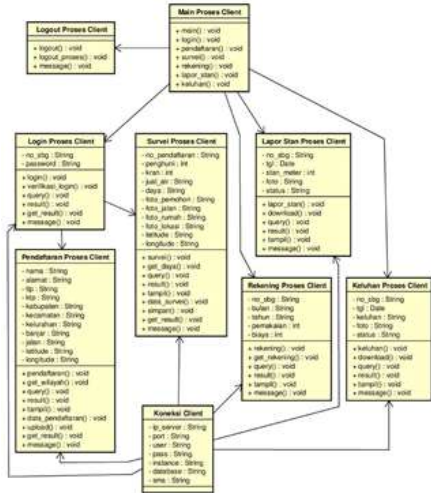 Main Proses Client
+ main() : void
+ login() : void
+ pendaftaran() : void
+ survei() : void
+ rekening() : void
+ lapor_stan() : void
+ keluhan() : void
Logout Proses Client
+ logout() : void
+ logout_proses() : void
+ message() : void
Login Proses Client
- no_sbg : String
- password : String
+ login() : void
+ verifikasi_login() : void
+ query() : void
+ result() : void
+ get_result() : void
+ message() : void
Survei Proses Client
- no_pendaftaran : String
- penghuni : int
- kran : int
- jual_air : String
- daya : String
- foto_pemohon : String
- foto_jalan : String
- foto_rumah : String
- foto_lokasi : String
- latitude : String
- longitude : String
+ survei() : void
+ get_daya() : void
+ query() : void
+ result() : void
+ tampil() : void
+ data_survei() : void
+ simpan() : void
+ get_result() : void
+ message() : void
Lapor Stan Proses Client
- no_sbg : String
- tgl : Date
- stan_meter : int
- foto : String
- status : String
+ lapor_stan() : void
+ download() : void
+ query() : void
+ result() : void
+ tampil() : void
+ message() : void
Pendaftaran Proses Client
- nama : String
- alamat : String
- tlp : String
- ktp : String
- kabupaten : String
- kecamatan : String
- kelurahan : String
- banjar : String
- jalan : String
- latitude : String
- longitude : String
+ pendaftaran() : void
+ get_wilayah() : void
+ query() : void
+ result() : void
+ tampil() : void
+ data_pendaftaran() : void
+ upload() : void
+ get_result() : void
+ message() : void
Rekening Proses Client
- no_sbg : String
- bulan : String
- tahun : String
- pemakaian : int
- biaya : int
+ rekening() : void
+ get_rekening() : void
+ query() : void
+ result() : void
+ tampil() : void
+ message() : void
Keluhan Proses Client
- no_sbg : String
- tgl : Date
- keluhan : String
- foto : String
- status : String
+ keluhan() : void
+ download() : void
+ query() : void
+ result() : void
+ tampil() : void
+ message() : void
Koneksi Client
- ip_server : String
- port : String
- user : String
- pass : String
- instance : String
- database : String
- sms : String